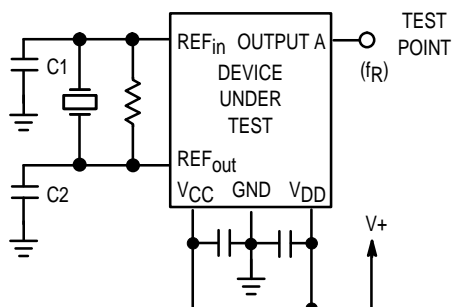 TEST
POINT
REFin OUTPUT A
(fR)
DEVICE
UNDER
TEST
C1
REFout
C2
VCC GND VDD
V+